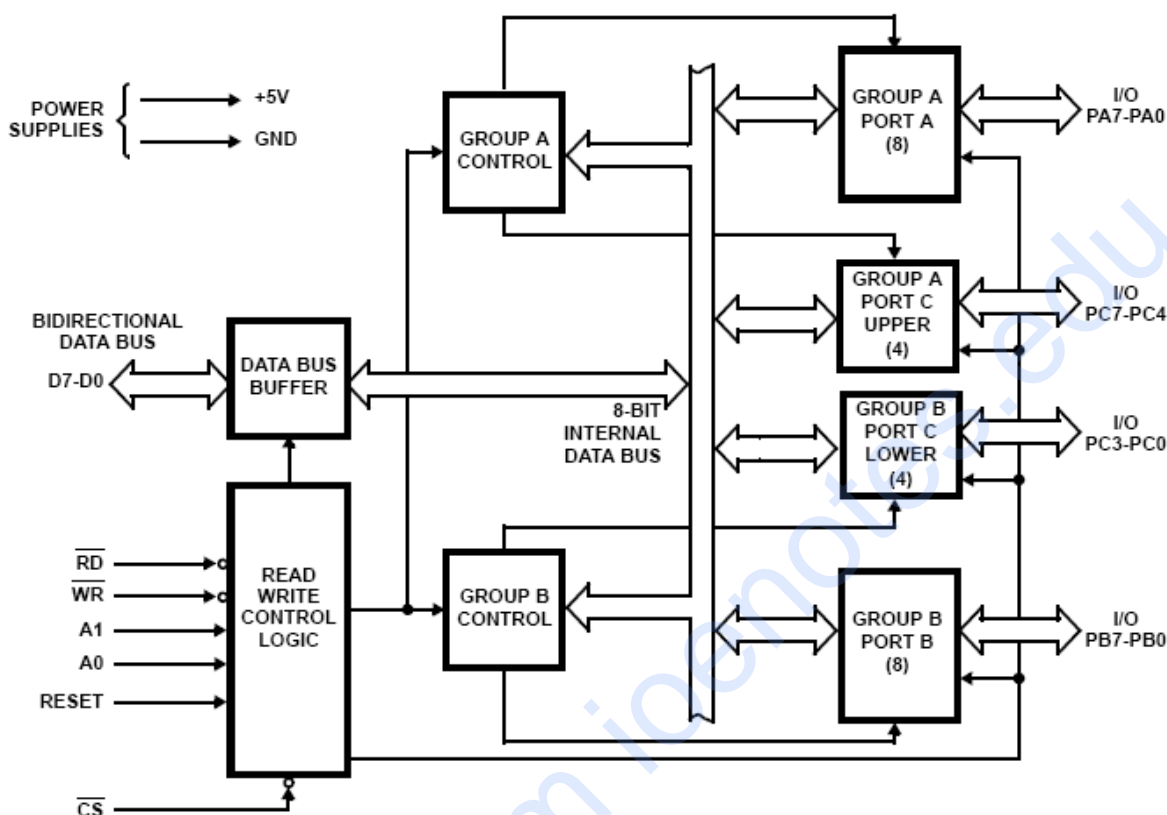 POWER
SUPPLIES
+5V
GND
GROUP A
CONTROL
GROUP A
PORT A
(8)
I/O
PA7-PA0
GROUP A
PORT C
UPPER
(4)
I/O
PC7-PC4
BIDIRECTIONAL
DATA BUS
D7-D0
DATA BUS
BUFFER
8-BIT
INTERNAL
DATA BUS
GROUP B
PORT C
LOWER
(4)
I/O
PC3-PC0
RD
WR
A1
A0
RESET
CS
READ
WRITE
CONTROL
LOGIC
GROUP B
CONTROL
GROUP B
PORT B
(8)
I/O
PB7-PB0
ioenotes.edu